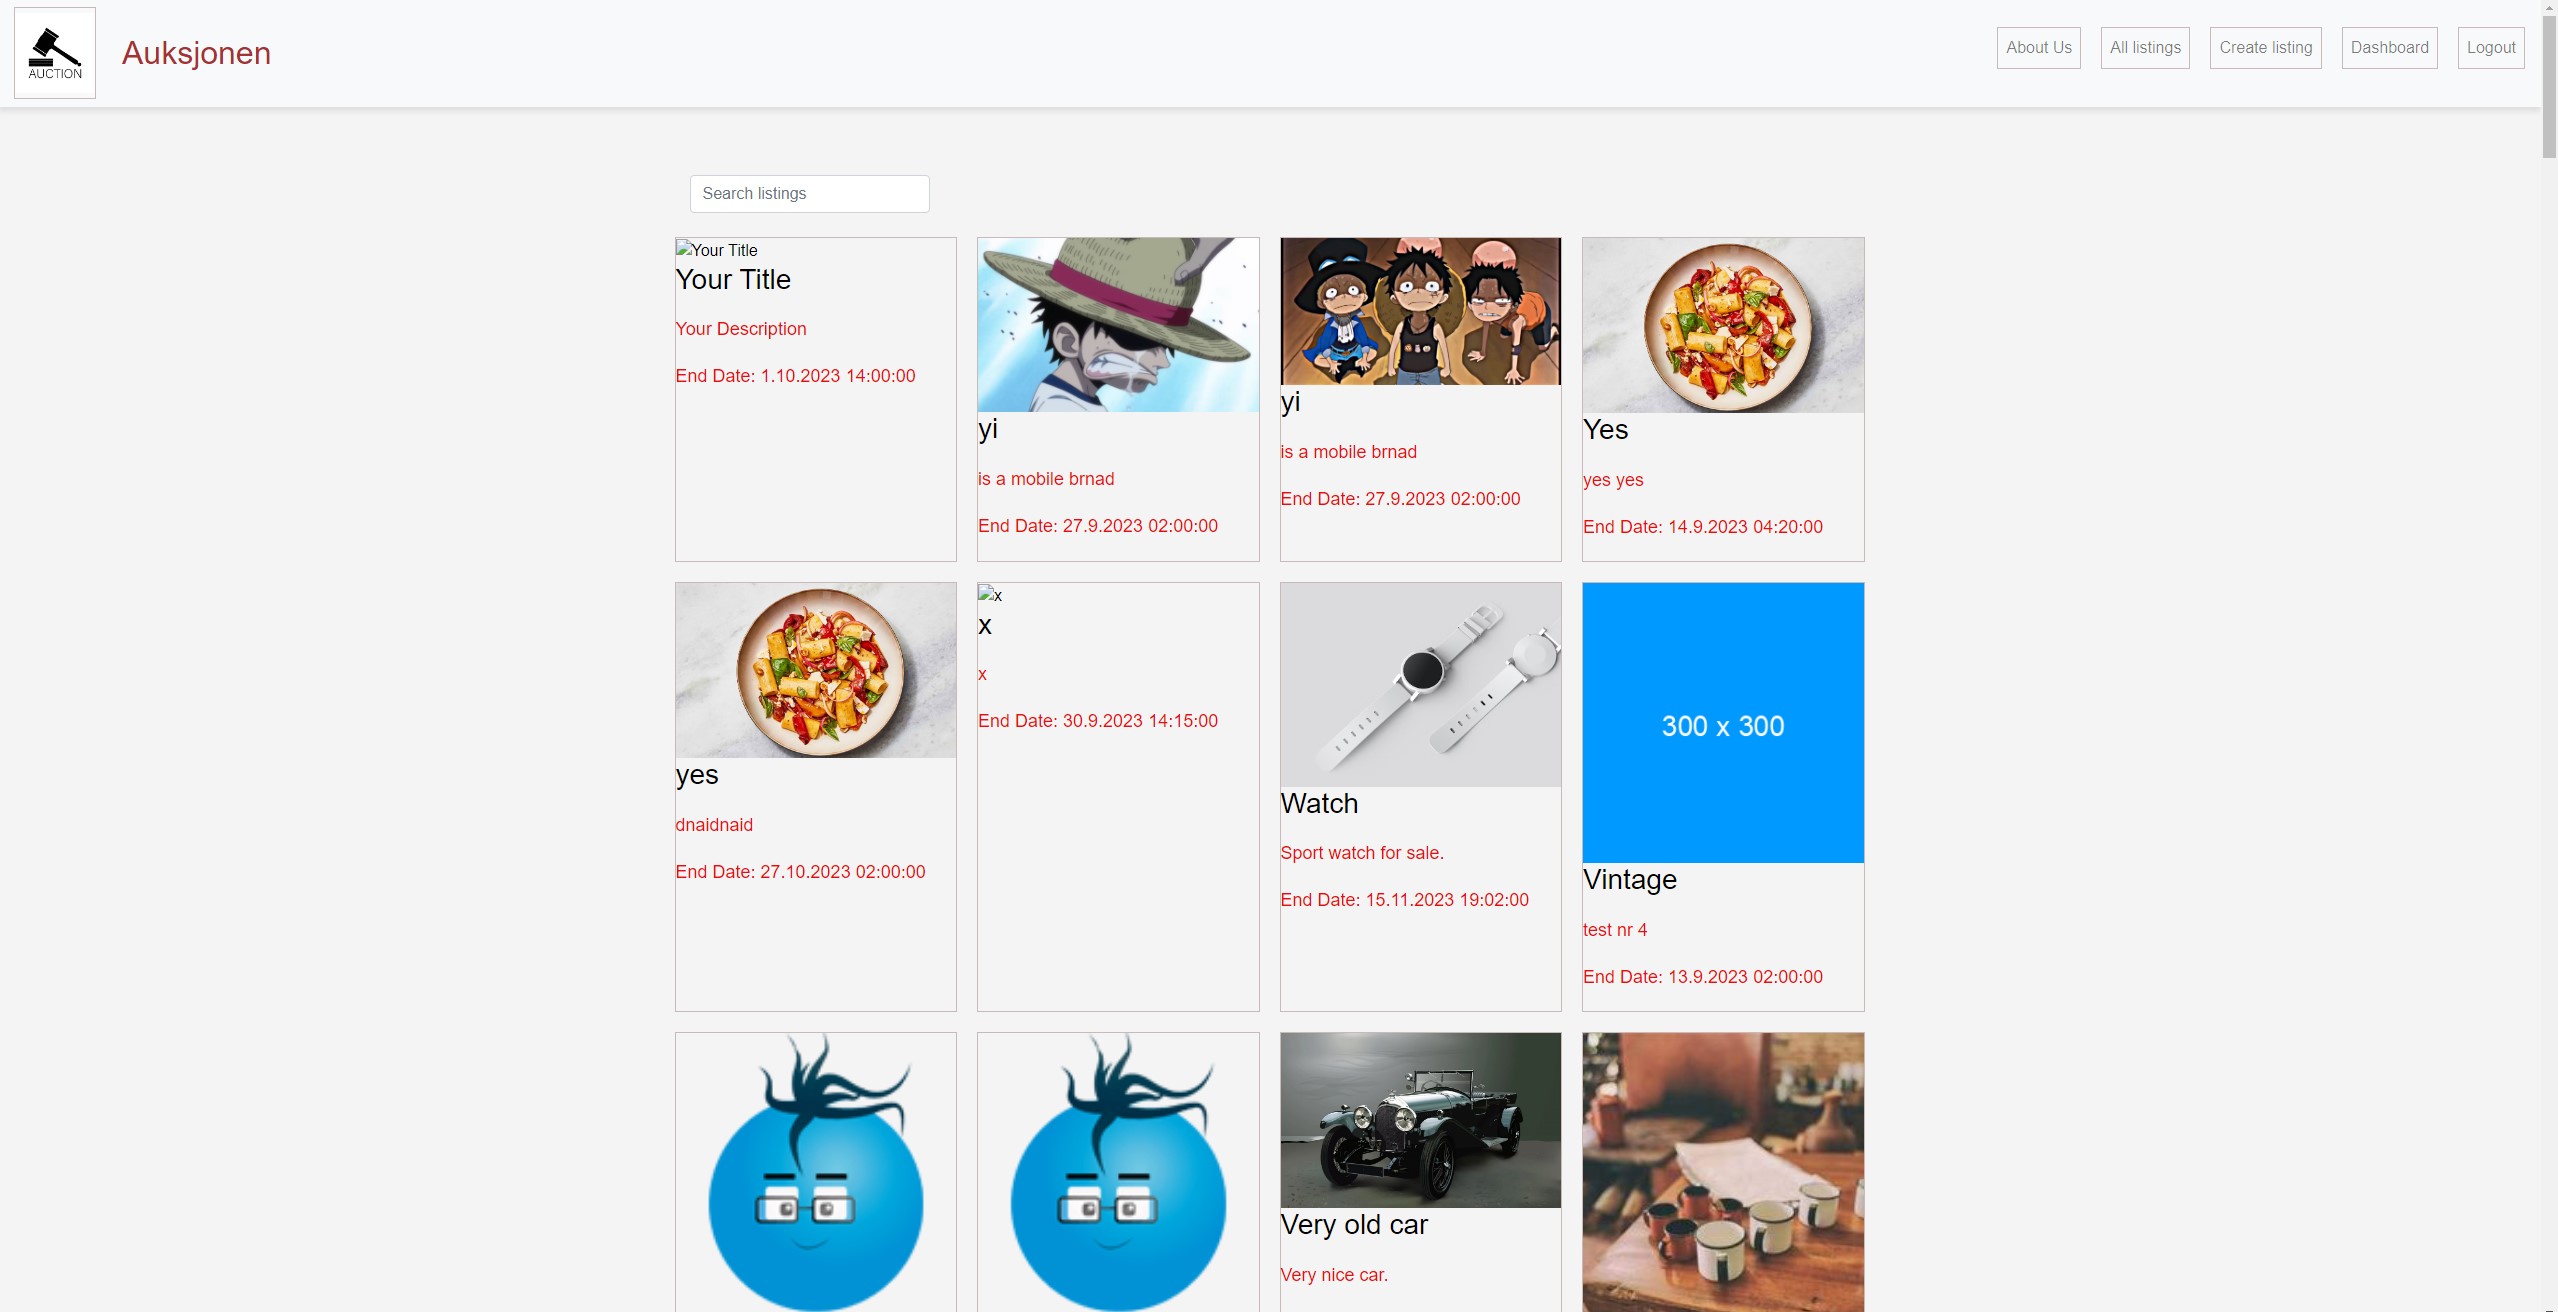 AUCTION
Auksjonen
About Us
All listings
Create listing
Dashboard
Logout
Search listings
Your Title
Your Title
Your Description
End Date: 1.10.2023 14:00:00
yi
is a mobile brnad
End Date: 27.9.2023 02:00:00
yi
is a mobile brnad
End Date: 27.9.2023 02:00:00
Yes
yes yes
End Date: 14.9.2023 04:20:00
yes
dnaidnaid
End Date: 27.10.2023 02:00:00
x
x
x
End Date: 30.9.2023 14:15:00
Watch
Sport watch for sale.
End Date: 15.11.2023 19:02:00
300 x 300
Vintage
test nr 4
End Date: 13.9.2023 02:00:00
Very old car
Very nice car.